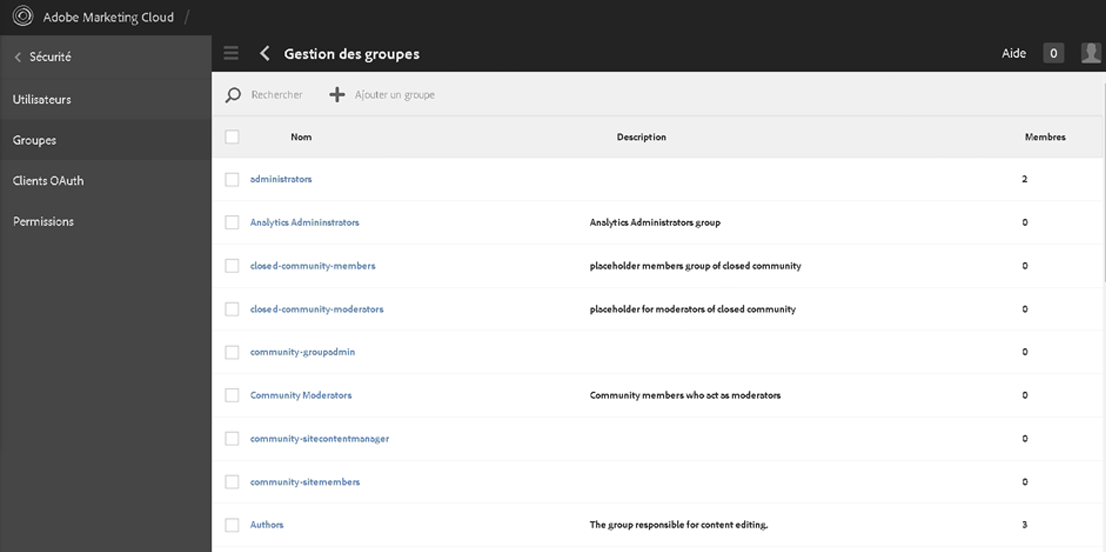 Adobe Marketing Cloud /
Sécurité
Gestion des groupes
Aide 0
Utilisateurs
Groupes
Clients OAuth
Permissions
Rechercher Ajouter un groupe
Nom Description Membres
administrators 2
Analytics Admininstrators Analytics Administrators group 0
closed-community-members placeholder members group of closed community 0
closed-community-moderators placeholder for moderators of closed community 0
community-groupadmin 0
Community Moderators Community members who act as moderators 0
community-sitecontentmanager 0
community-sitemembers 0
Authors The group responsible for content editing. 3